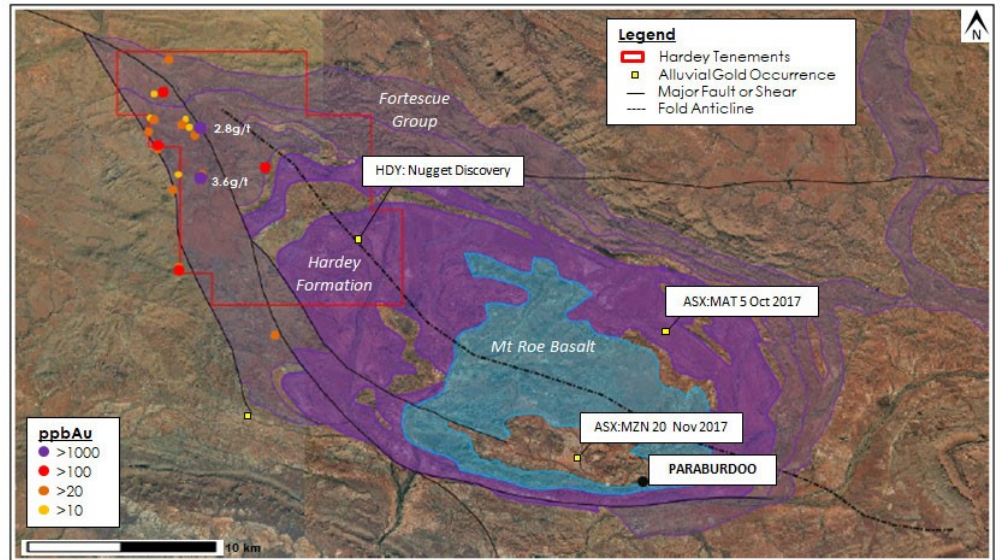 N
Legend
Hardey Tenements
Alluvial Gold Occurrence
Major Fault or Shear
Fold Anticline
Fortescue
Group
2.8g/t
HDY: Nugget Discovery
3.6g/t
Hardey
Formation
ASX:MAT 5 Oct 2017
Mt Roe Basalt
ASX:MZN 20 Nov 2017
PARABURDOO
ppbAu
>1000
>100
>20
>10
10 km